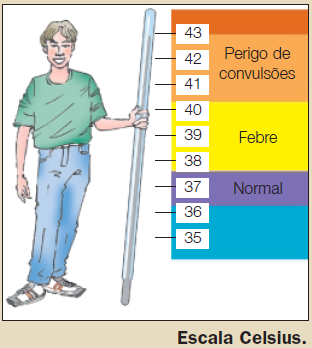 43
42
Perigo de
convulsões
41
40
39
Febre
38
37
Normal
36
35
Escala Celsius.